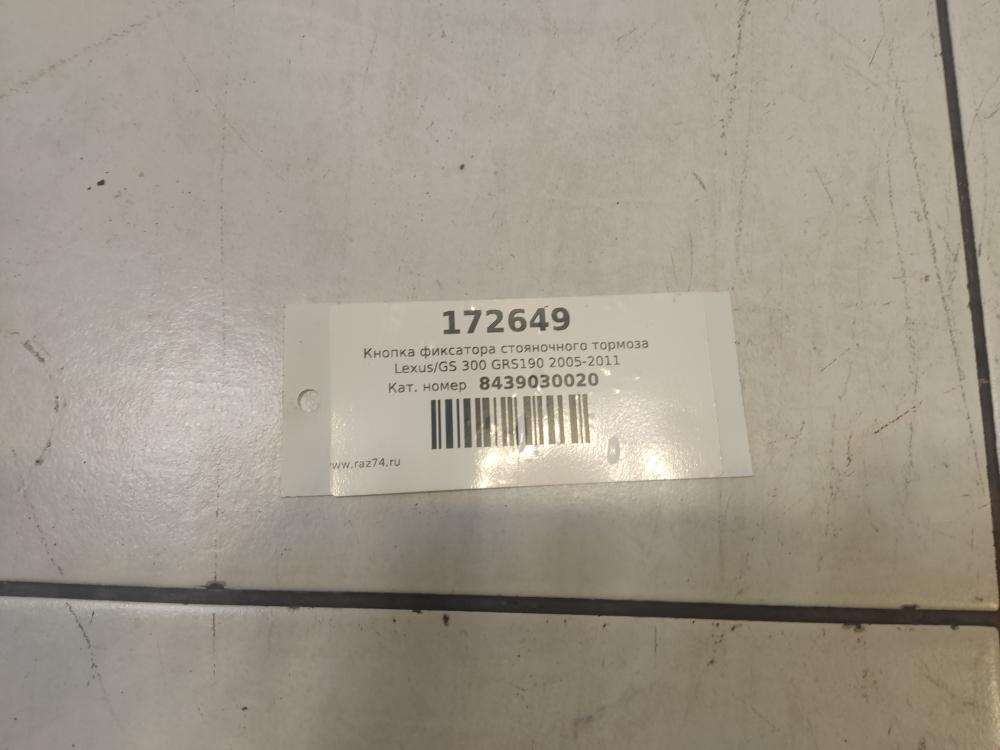 172649
Кнопка фиксатора стояночного тормоза
Lexus/GS 300 GRS190 2005-2011
Кат. номер 8439030020
www.raz74.ru